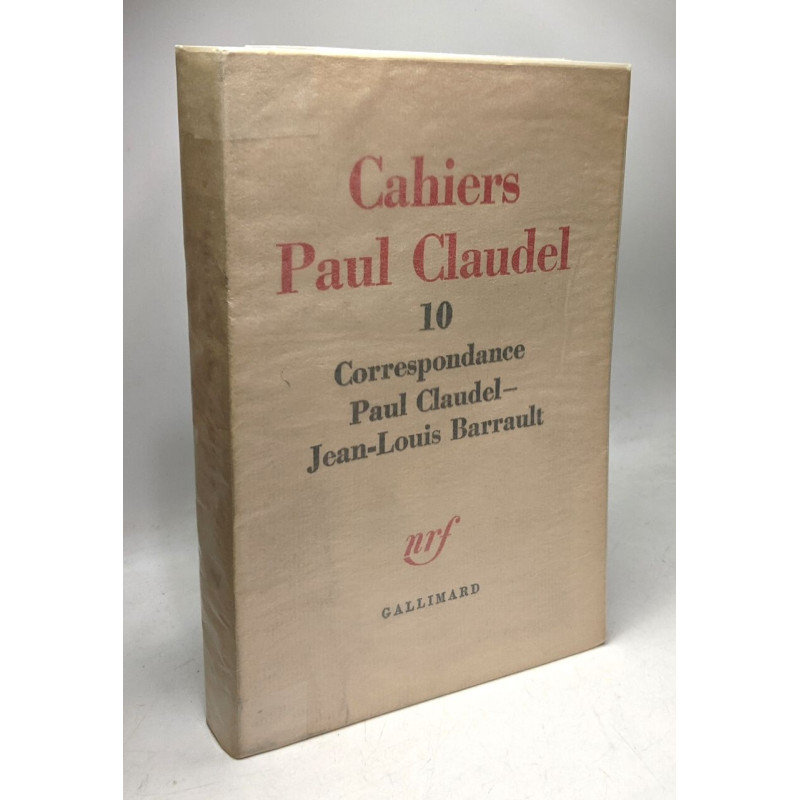 Cahiers
Paul Claudel
10
Correspondance
Paul Claudel–
Jean-Louis Barrault
nrf
GALLIMARD